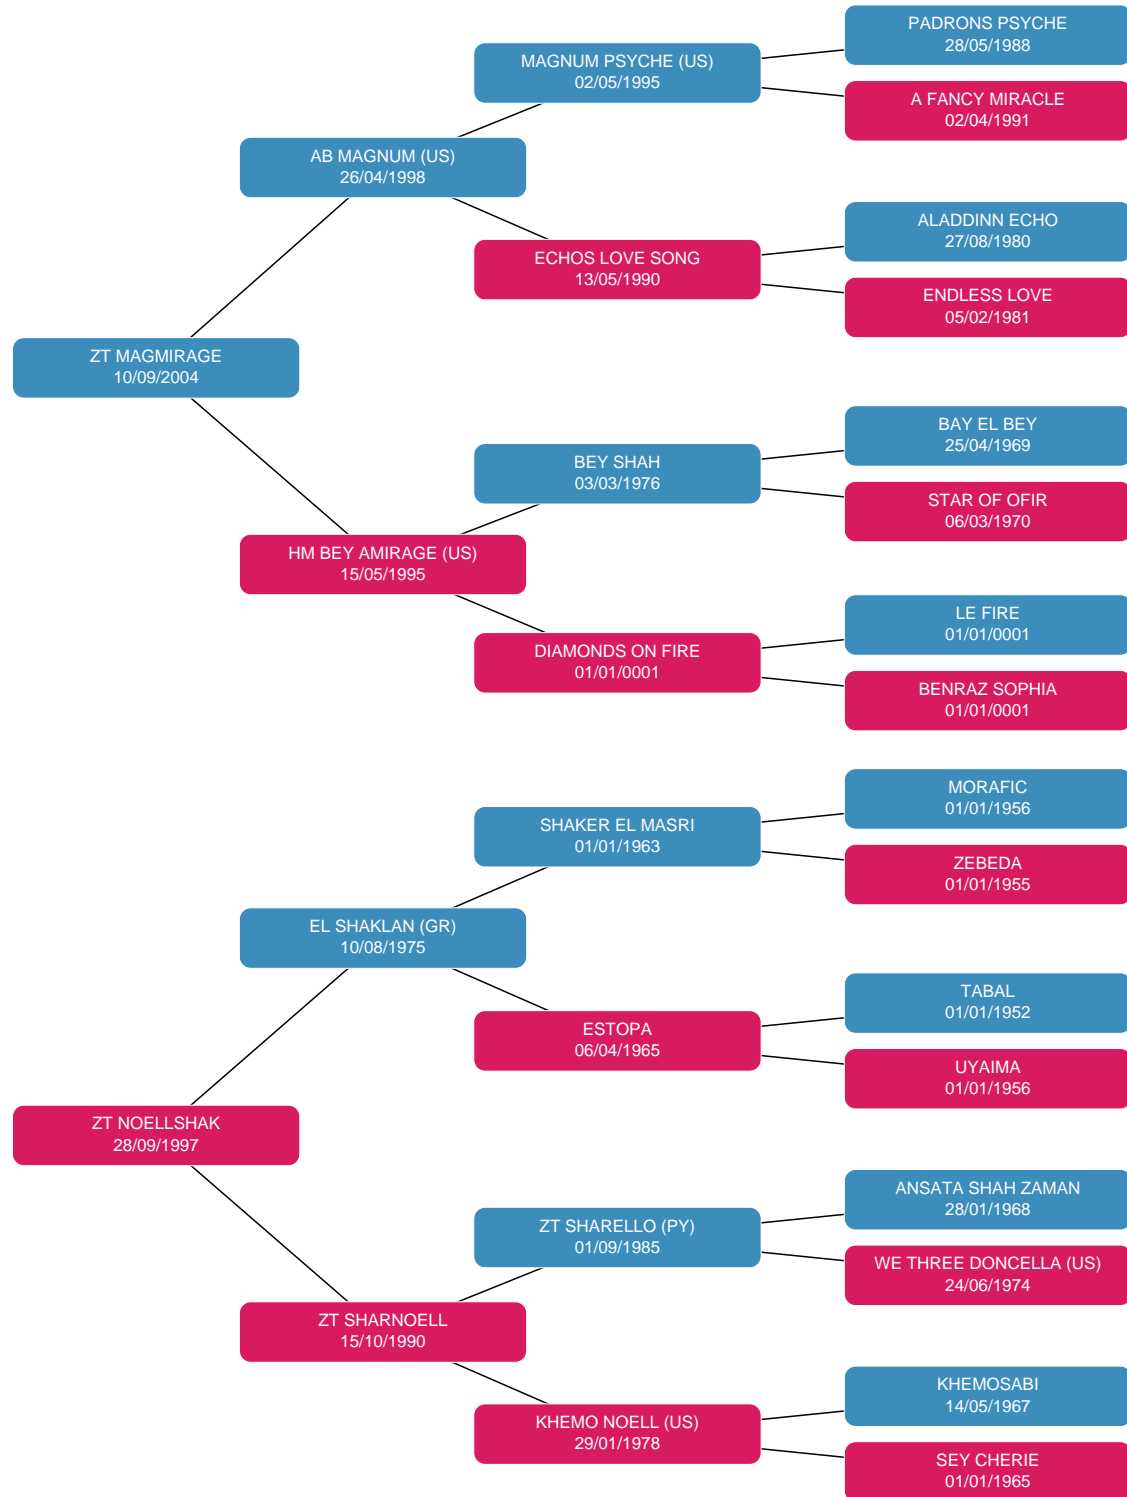 PADRONS PSYCHE
28/05/1988
MAGNUM PSYCHE (US)
02/05/1995
A FANCY MIRACLE
02/04/1991
AB MAGNUM (US)
26/04/1998
ALADDINN ECHO
27/08/1980
ECHOS LOVE SONG
13/05/1990
ENDLESS LOVE
05/02/1981
ZT MAGMIRAGE
10/09/2004
BAY EL BEY
25/04/1969
BEY SHAH
03/03/1976
STAR OF OFIR
06/03/1970
HM BEY AMIRAGE (US)
15/05/1995
LE FIRE
01/01/0001
DIAMONDS ON FIRE
01/01/0001
BENRAZ SOPHIA
01/01/0001
MORAFIC
01/01/1956
SHAKER EL MASRI
01/01/1963
ZEBEDA
01/01/1955
EL SHAKLAN (GR)
10/08/1975
TABAL
01/01/1952
ESTOPA
06/04/1965
UYAIMA
01/01/1956
ZT NOELLSHAK
28/09/1997
ANSATA SHAH ZAMAN
28/01/1968
ZT SHARELLO (PY)
01/09/1985
WE THREE DONCELLA (US)
24/06/1974
ZT SHARNOELL
15/10/1990
KHEMOSABI
14/05/1967
KHEMO NOELL (US)
29/01/1978
SEY CHERIE
01/01/1965